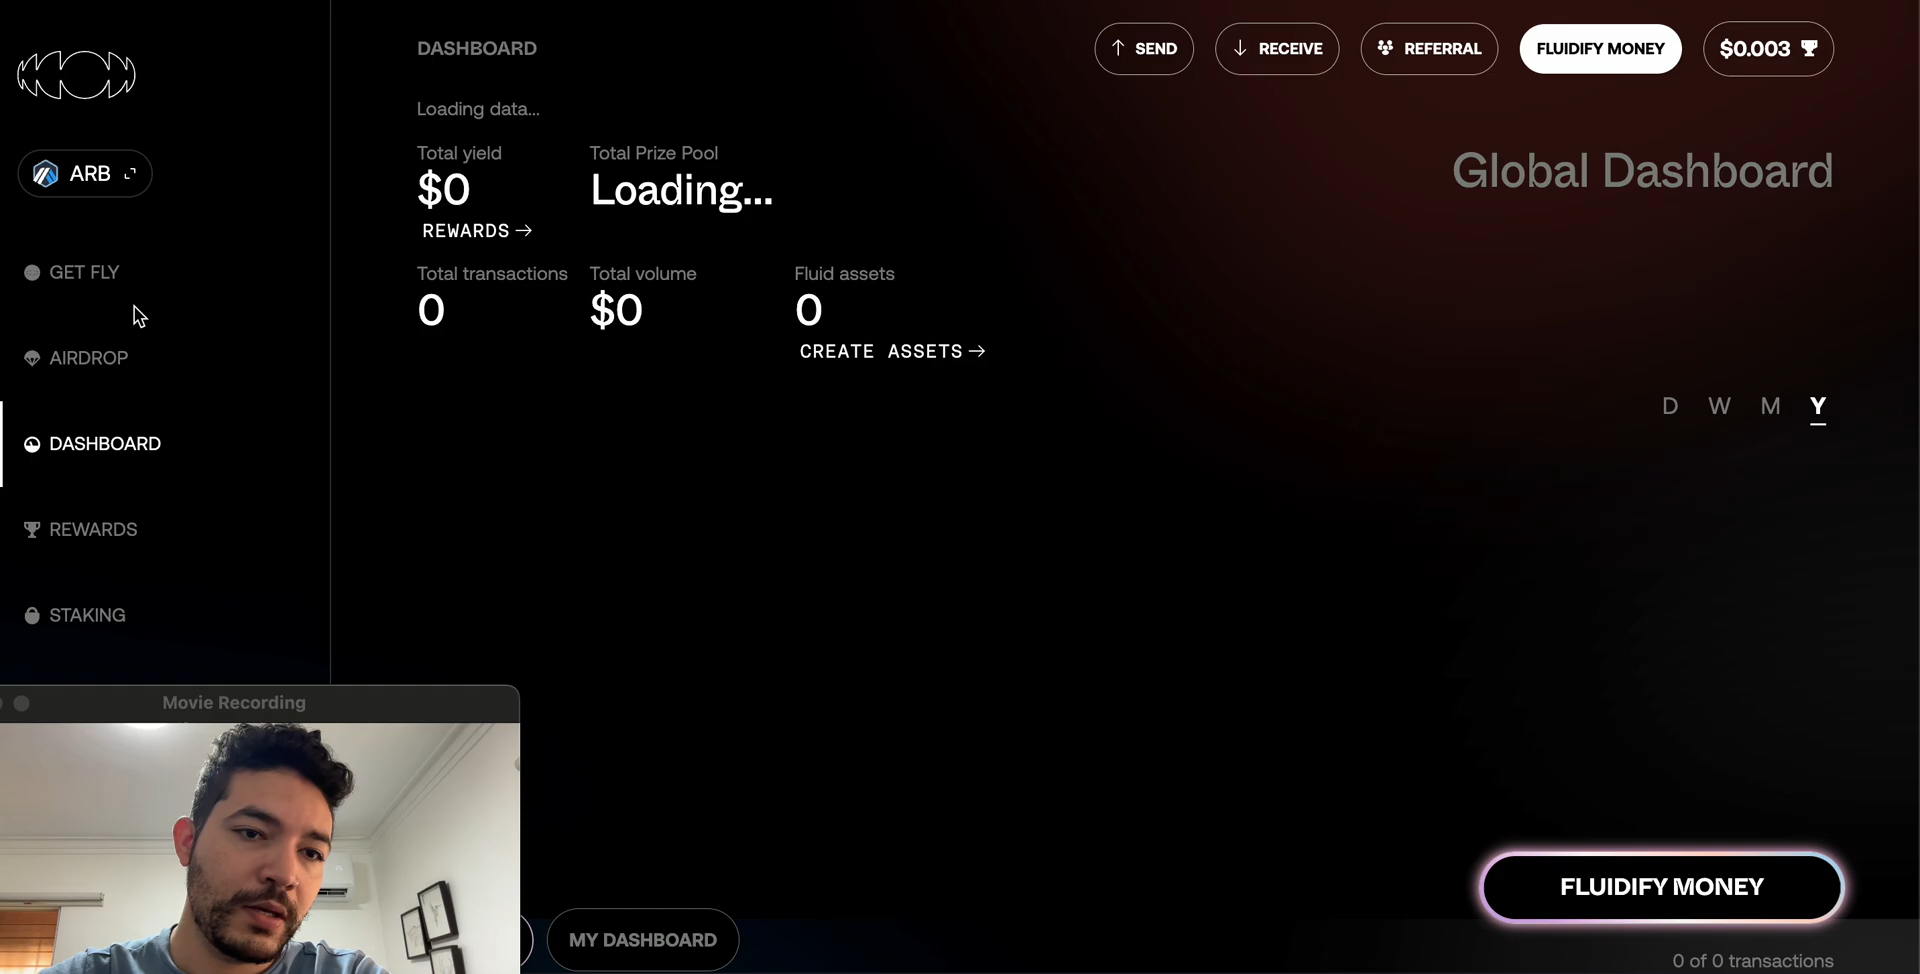 DASHBOARD
SEND
RECEIVE
REFERRAL
FLUIDIFY MONEY
$0.003
Loading data...
Total yield
$0
REWARDS
Total Prize Pool
Loading...
Global Dashboard
ARB
Total transactions
0
Total volume
$0
Fluid assets
0
CREATE ASSETS
GET FLY
AIRDROP
DASHBOARD
REWARDS
STAKING
D W M Y
Movie Recording
FLUIDIFY MONEY
MY DASHBOARD
0 of 0 transactions